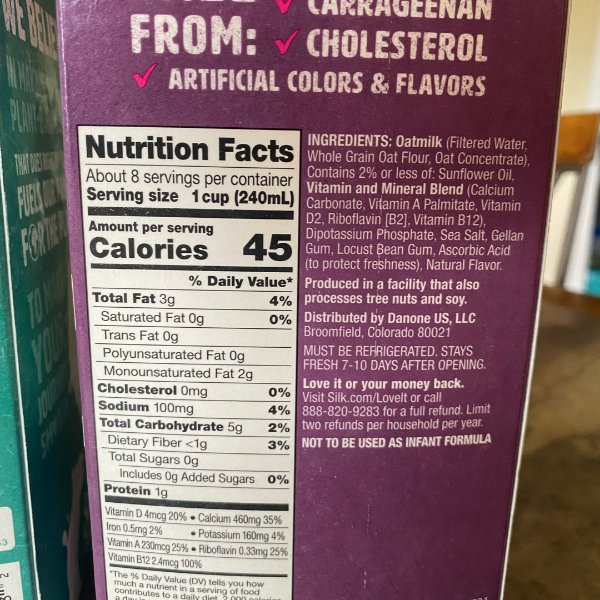 CARRAGEENAN
FROM: ✓ CHOLESTEROL
✓ ARTIFICIAL COLORS & FLAVORS
Nutrition Facts
About 8 servings per container
Serving size 1 cup (240mL)
Amount per serving
Calories 45
% Daily Value*
Total Fat 3g 4%
Saturated Fat 0g 0%
Trans Fat 0g
Polyunsaturated Fat 0g
Monounsaturated Fat 2g
Cholesterol 0mg 0%
Sodium 100mg 4%
Total Carbohydrate 5g 2%
Dietary Fiber <1g 3%
Total Sugars 0g
Includes 0g Added Sugars 0%
Protein 1g
Vitamin D 4mcg 20% • Calcium 460mg 35%
Iron 0.5mg 2% • Potassium 160mg 4%
Vitamin A 230mcg 25% • Riboflavin 0.33mg 25%
Vitamin B12 2.4mcg 100%
*The % Daily Value (DV) tells you how
much a nutrient in a serving of food
contributes to a daily diet. 2,000 calories
INGREDIENTS: Oatmilk (Filtered Water,
Whole Grain Oat Flour, Oat Concentrate),
Contains 2% or less of: Sunflower Oil,
Vitamin and Mineral Blend (Calcium
Carbonate, Vitamin A Palmitate, Vitamin
D2, Riboflavin [B2], Vitamin B12),
Dipotassium Phosphate, Sea Salt, Gellan
Gum, Locust Bean Gum, Ascorbic Acid
(to protect freshness), Natural Flavor.
Produced in a facility that also
processes tree nuts and soy.
Distributed by Danone US, LLC
Broomfield, Colorado 80021
MUST BE REFRIGERATED. STAYS
FRESH 7-10 DAYS AFTER OPENING.
Love it or your money back.
Visit Silk.com/LoveIt or call
888-820-9283 for a full refund. Limit
two refunds per household per year.
NOT TO BE USED AS INFANT FORMULA